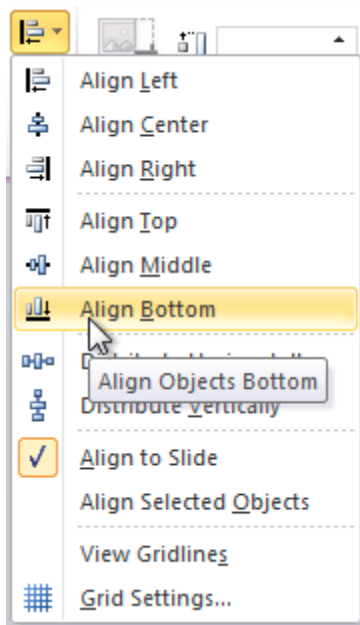 Align Left
Align Center
Align Right
Align Top
Align Middle
Align Bottom
Align Objects Bottom
Distribute Vertically
Align to Slide
Align Selected Objects
View Gridlines
Grid Settings...